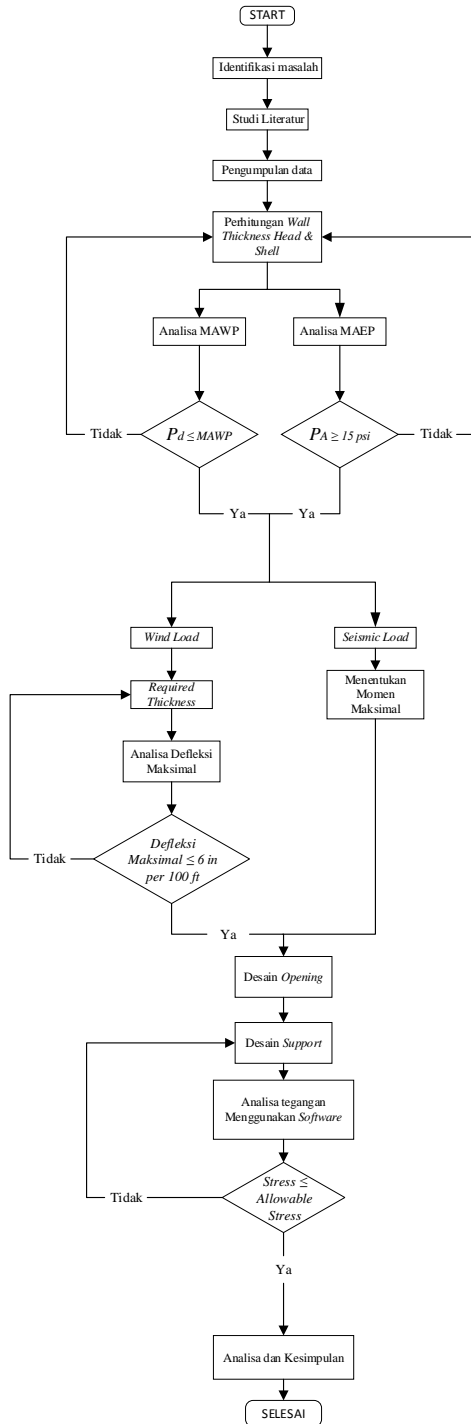 START
Identifikasi masalah
Studi Literatur
Pengumpulan data
Perhitungan Wall
Thickness Head &
Shell
Analisa MAWP
Analisa MAEP
Tidak
Pd ≤ MAWP
PA ≥ 15 psi
Tidak
Ya
Ya
Wind Load
Seismic Load
Required
Thickness
Menentukan
Momen
Maksimal
Analisa Defleksi
Maksimal
Tidak
Defleksi
Maksimal ≤ 6 in
per 100 ft
Ya
Desain Opening
Desain Support
Analisa tegangan
Menggunakan Software
Tidak
Stress ≤
Allowable
Stress
Ya
Analisa dan Kesimpulan
SELESAI